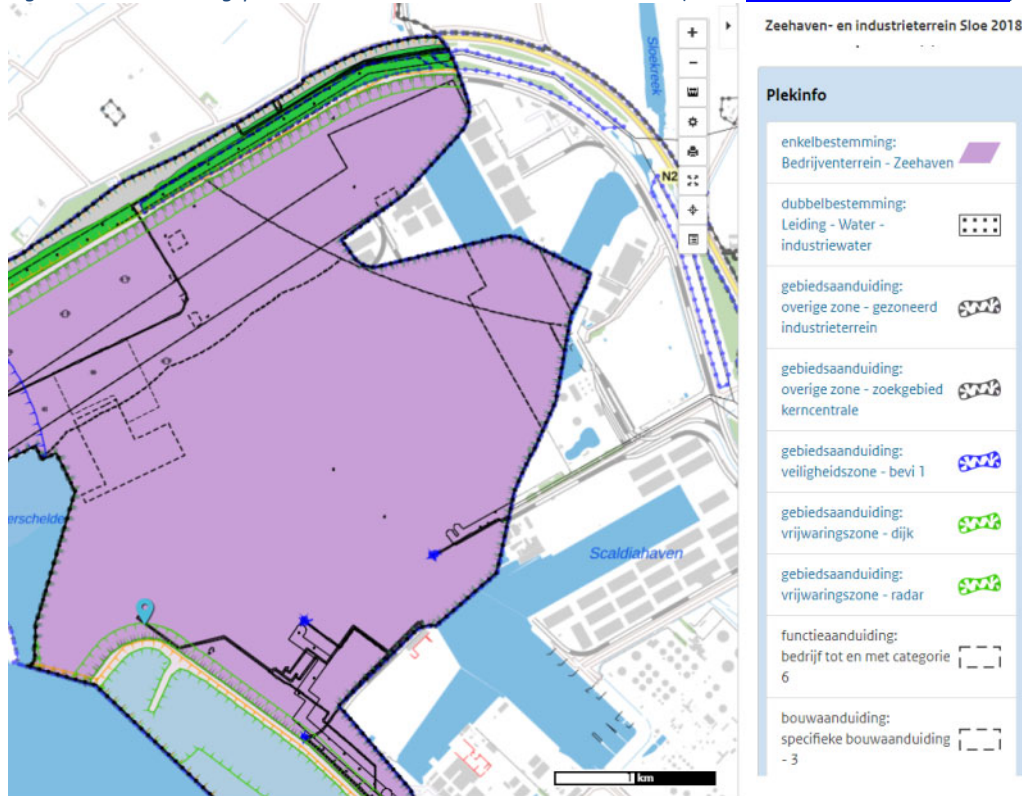 Zeehaven- en industrieterrein Sloe 2018
Plekinfo
enkelbestemming:
Bedrijventerrein - Zeehaven
dubbelbestemming:
Leiding - Water -
industriewater
gebiedsaanduiding:
overige zone - gezoneerd
industrieterrein
gebiedsaanduiding:
overige zone - zoekgebied
kerncentrale
gebiedsaanduiding:
veiligheidszone - bevi 1
gebiedsaanduiding:
vrijwaringszone - dijk
gebiedsaanduiding:
vrijwaringszone - radar
functieaanduiding:
bedrijf tot en met categorie
6
bouwaanduiding:
specifieke bouwaanduiding
- 3
Sloekreek
N2
erschelde
Scaldiahaven
1 km